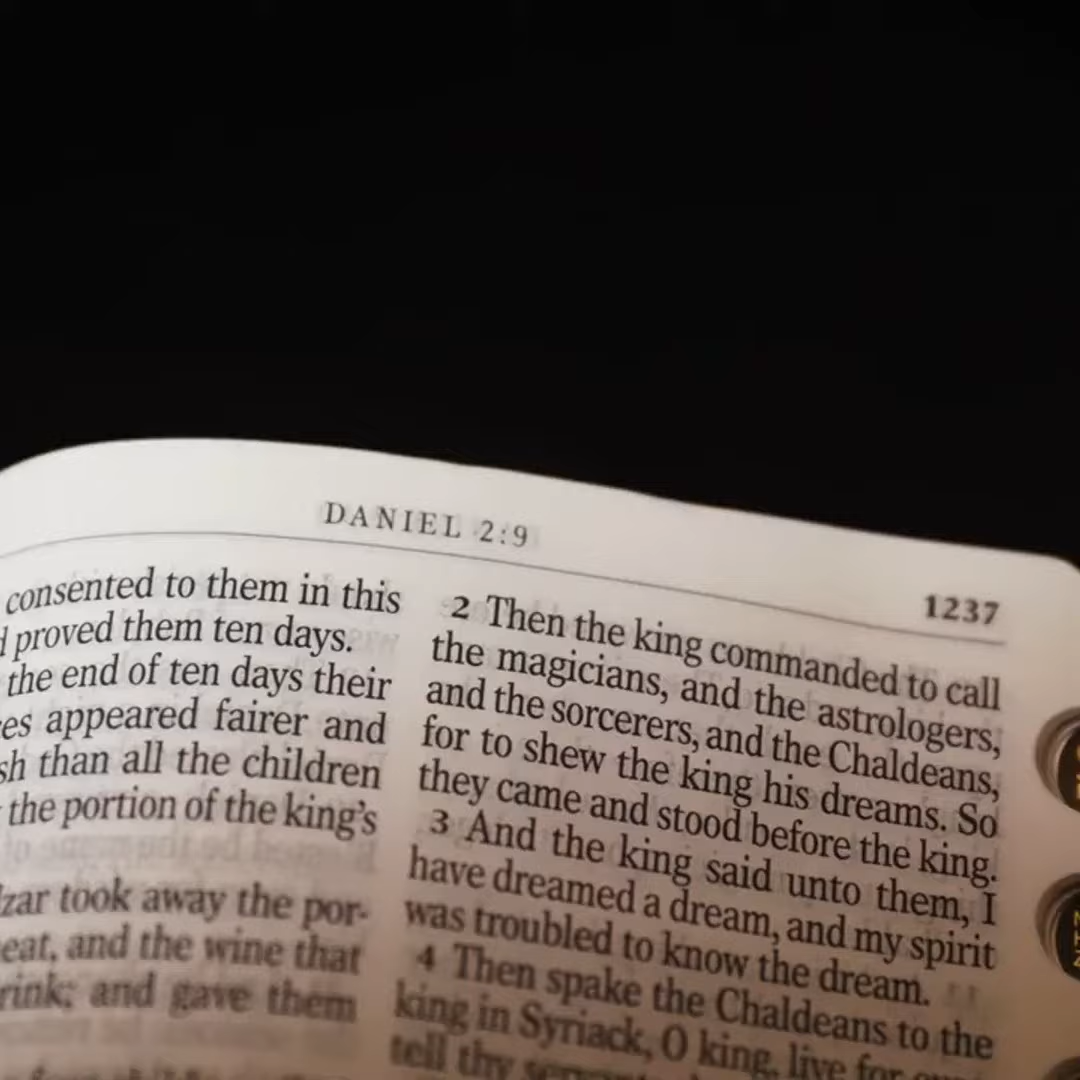 DANIEL 2:9
1237
consented to them in this
proved them ten days.
the end of ten days their
appeared fairer and
than all the children
the portion of the king's
took away the por-
and the wine that
and gave them
2 Then the king commanded to call
the magicians, and the astrologers,
and the sorcerers, and the Chaldeans,
for to shew the king his dreams. So
they came and stood before the king.
3 And the king said unto them, I
have dreamed a dream, and my spirit
was troubled to know the dream.
4 Then spake the Chaldeans to the
king in Syriack, O king, live for
tell thy